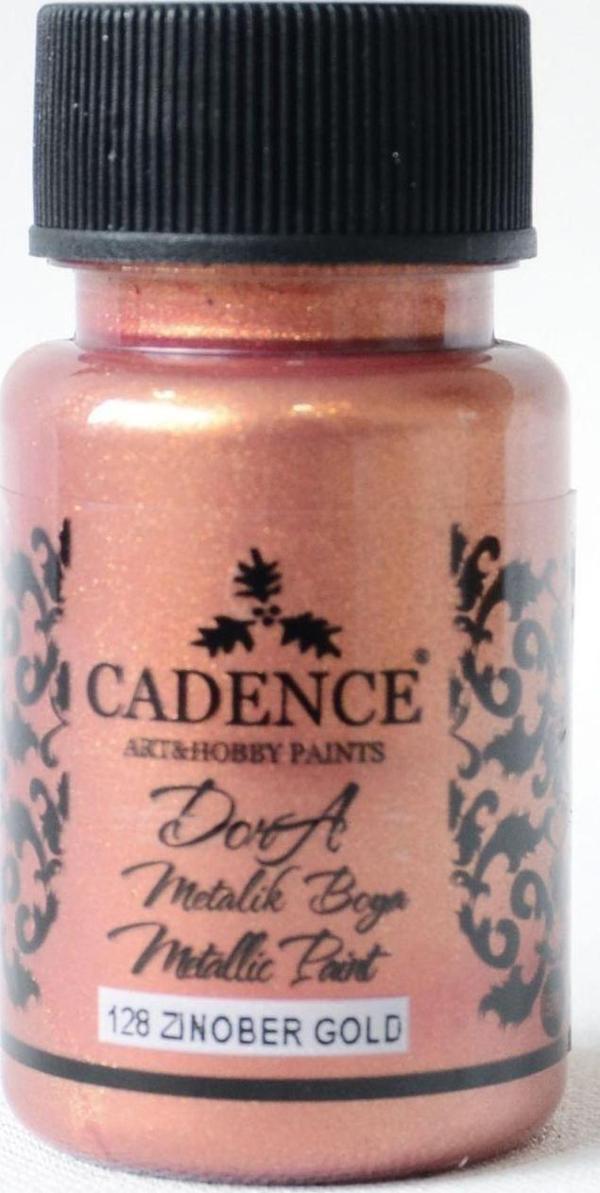 CADENCE®
ART&HOBBY PAINTS
DorA
Metalik Boya
Metallic Paint
128 ZINOBER GOLD